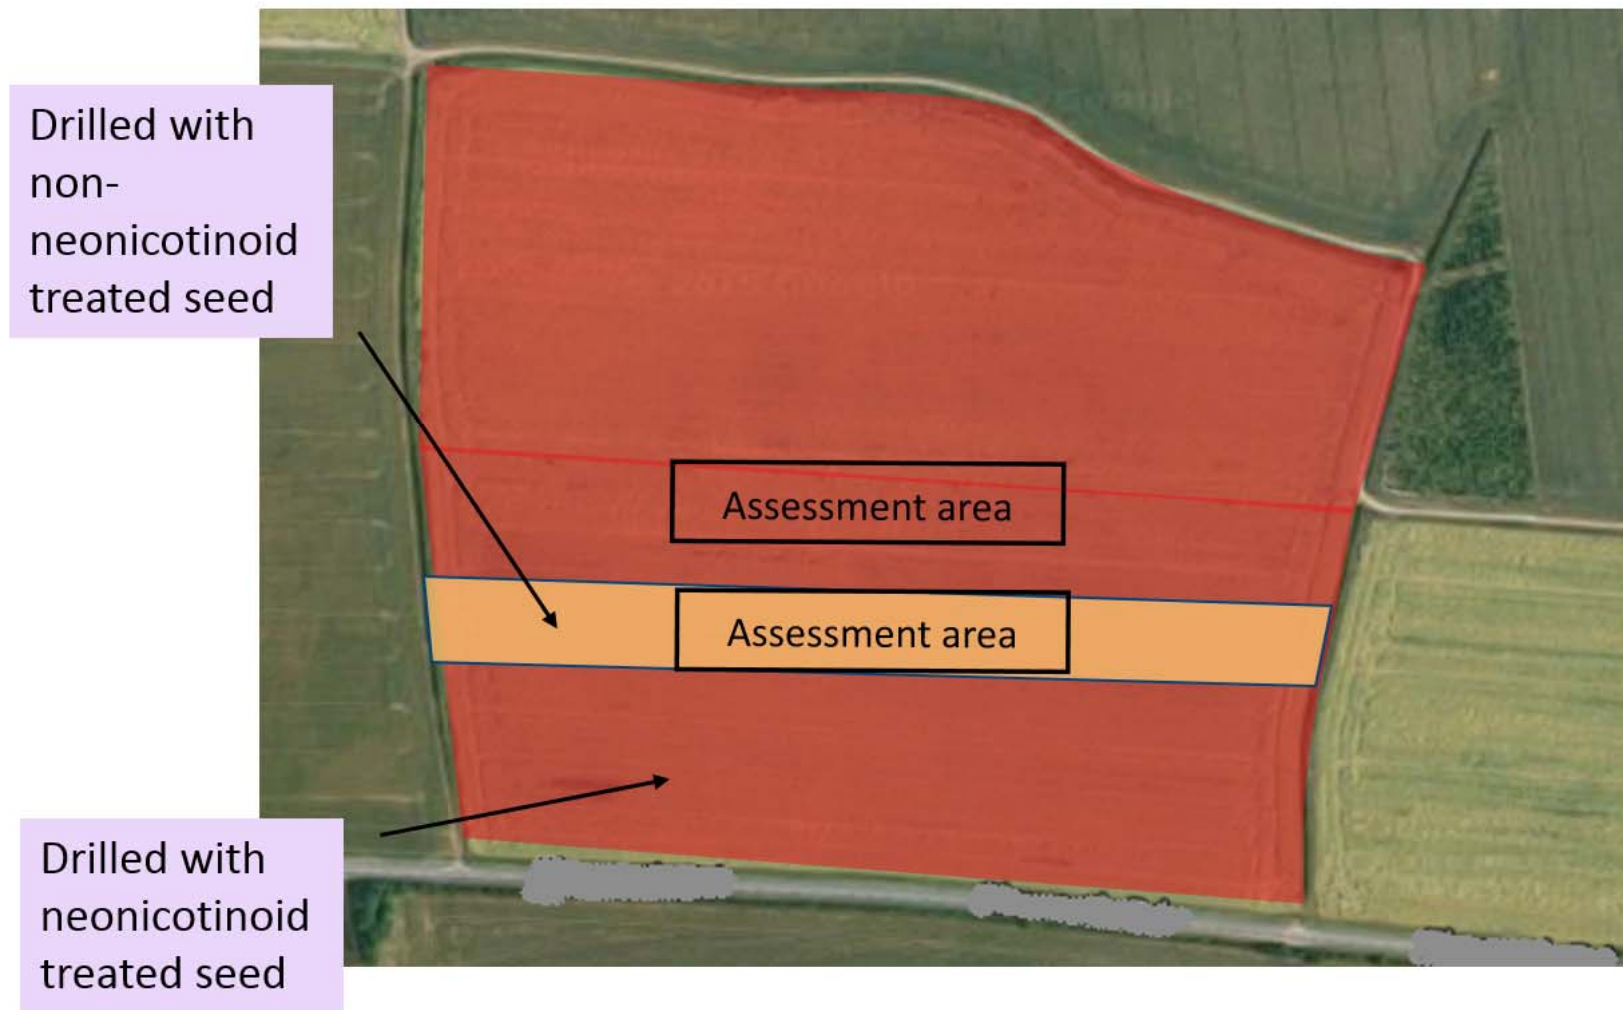 Drilled with
non-
neonicotinoid
treated seed
Assessment area
Assessment area
Drilled with
neonicotinoid
treated seed